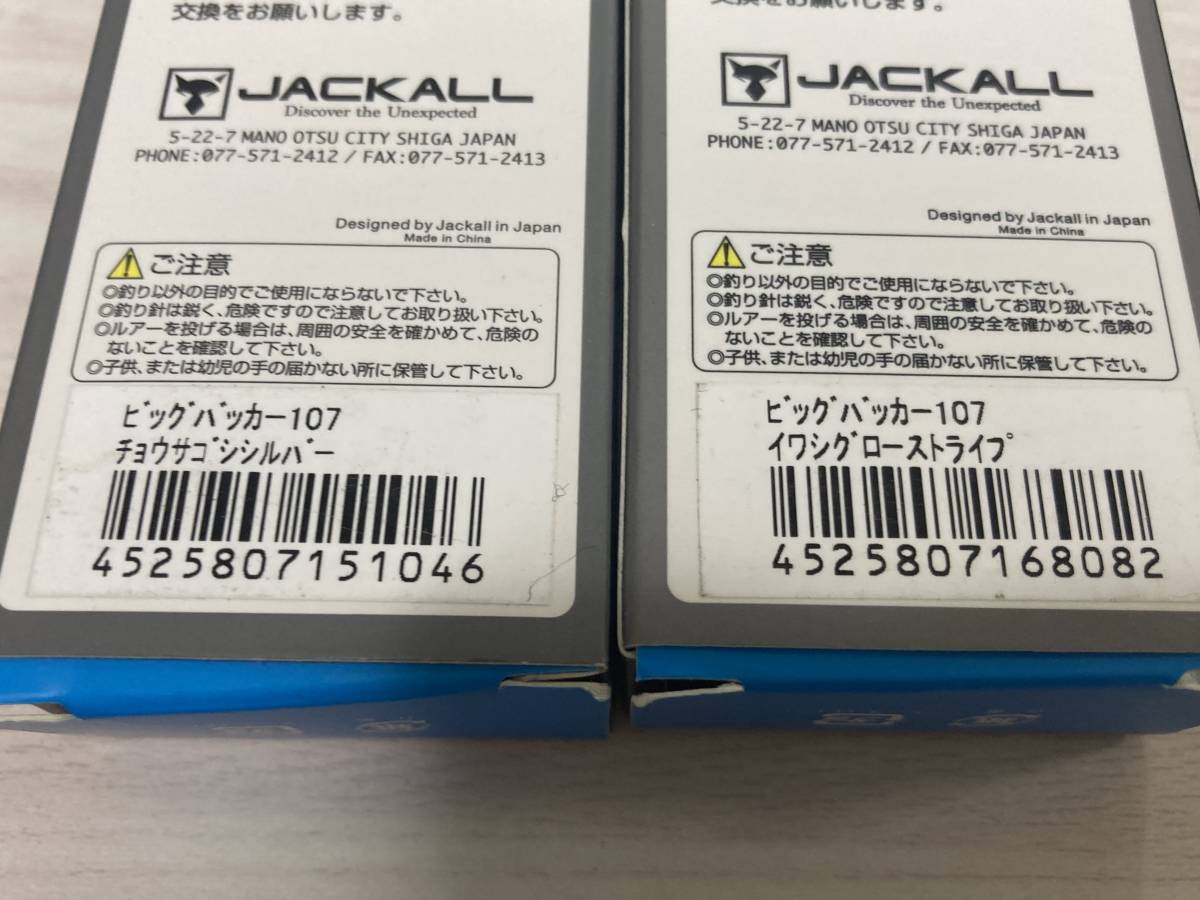 交換をお願いします。
JACKALL
Discover the Unexpected
5-22-7 MANO OTSU CITY SHIGA JAPAN
PHONE:077-571-2412 / FAX:077-571-2413
Designed by Jackall in Japan
Made in China
ご注意
◎釣り以外の目的でご使用にならないで下さい。
◎釣り針は鋭く、危険ですので注意してお取り扱い下さい。
◎ルアーを投げる場合は、周囲の安全を確かめて、危険の
ないことを確認して下さい。
◎子供、または幼児の手の届かない所に保管して下さい。
ビッグバッカー107
チョウサゴシシルバー
4525807151046
交換をお願いします。
JACKALL
Discover the Unexpected
5-22-7 MANO OTSU CITY SHIGA JAPAN
PHONE:077-571-2412 / FAX:077-571-2413
Designed by Jackall in Japan
Made in China
ご注意
◎釣り以外の目的でご使用にならないで下さい。
◎釣り針は鋭く、危険ですので注意してお取り扱い下さい。
◎ルアーを投げる場合は、周囲の安全を確かめて、危険の
ないことを確認して下さい。
◎子供、または幼児の手の届かない所に保管して下さい。
ビッグバッカー107
イワシグローストライプ
4525807168082